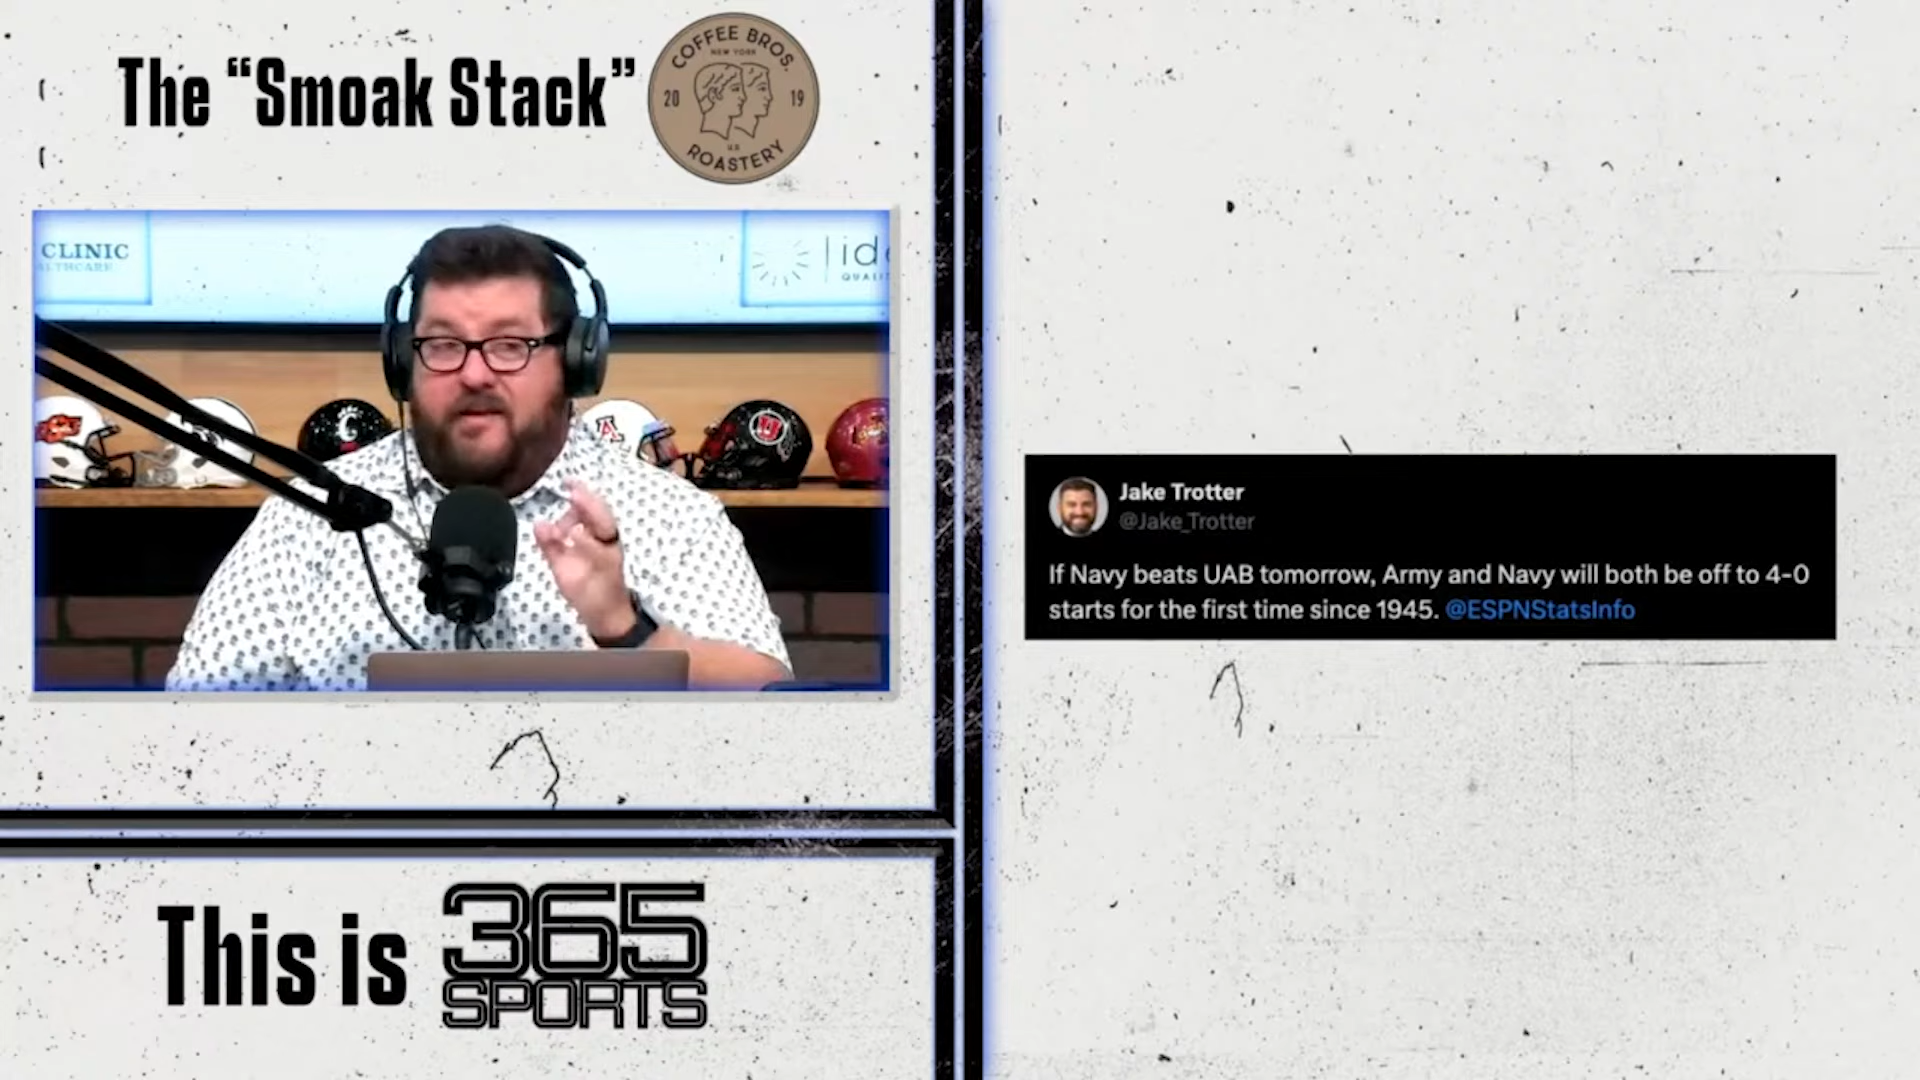 The “Smoak Stack”
COFFEE BROS.
NEW YORK
20 19
U.S
ROASTERY
CLINIC
QUALI
Jake Trotter
@Jake_Trotter
If Navy beats UAB tomorrow, Army and Navy will both be off to 4-0
starts for the first time since 1945. @ESPNStatsInfo
This is
365
SPORTS